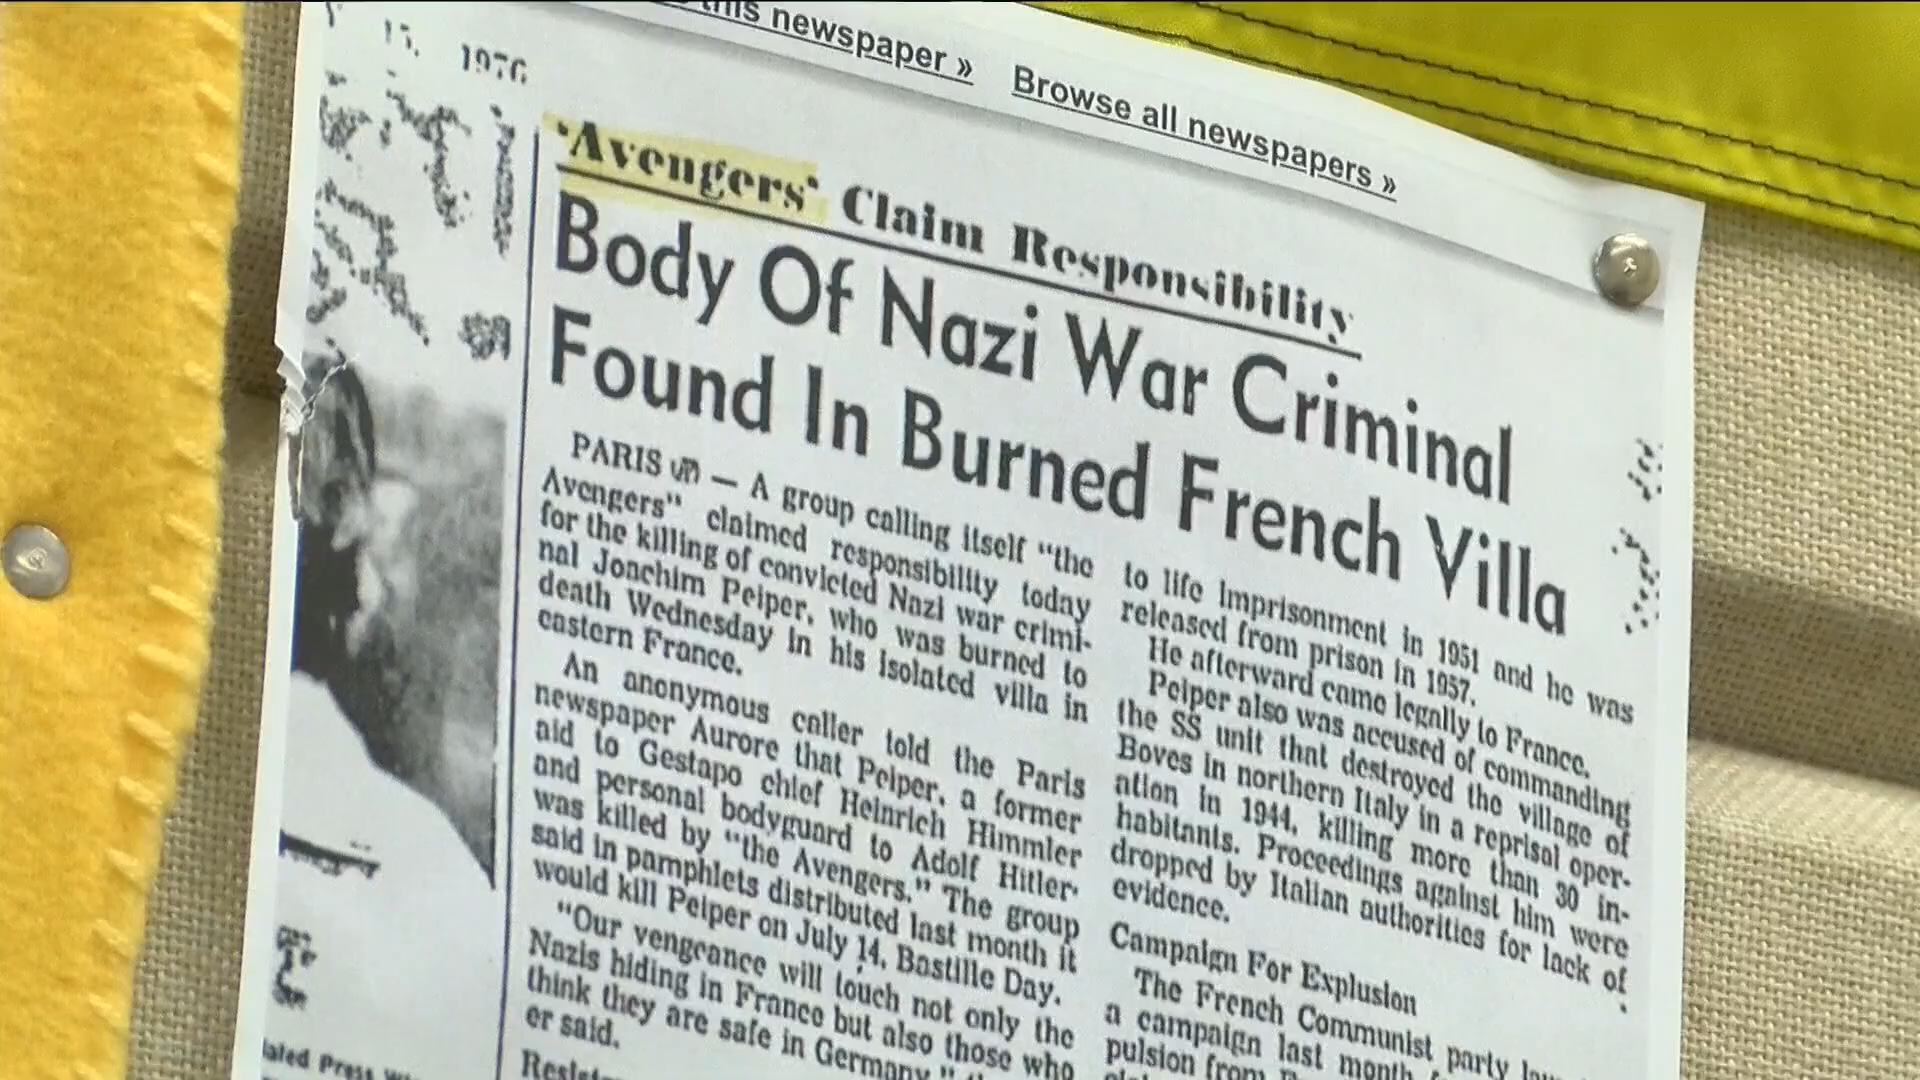 this newspaper » Browse all newspapers »
15, 1976
'Avengers' Claim Responsibility
Body Of Nazi War Criminal
Found In Burned French Villa
PARIS (AP) — A group calling itself "the
Avengers" claimed responsibility today
for the killing of convicted Nazi war crimi-
nal Joachim Peiper, who was burned to
death Wednesday in his isolated villa in
eastern France.
An anonymous caller told the Paris
newspaper Aurore that Peiper, a former
aid to Gestapo chief Heinrich Himmler
and personal bodyguard to Adolf Hitler
was killed by "the Avengers." The group
said in pamphlets distributed last month it
would kill Peiper on July 14, Bastille Day.
"Our vengeance will touch not only the
Nazis hiding in France but also those who
think they are safe in Germany,"
er said.
to life imprisonment in 1951 and he was
released from prison in 1957.
He afterward came legally to France.
Peiper also was accused of commanding
the SS unit that destroyed the village of
Boves in northern Italy in a reprisal oper-
ation in 1944, killing more than 30 in-
habitants. Proceedings against him were
dropped by Italian authorities for lack of
evidence.
Campaign For Explusion
The French Communist party
a campaign last month
pulsion from